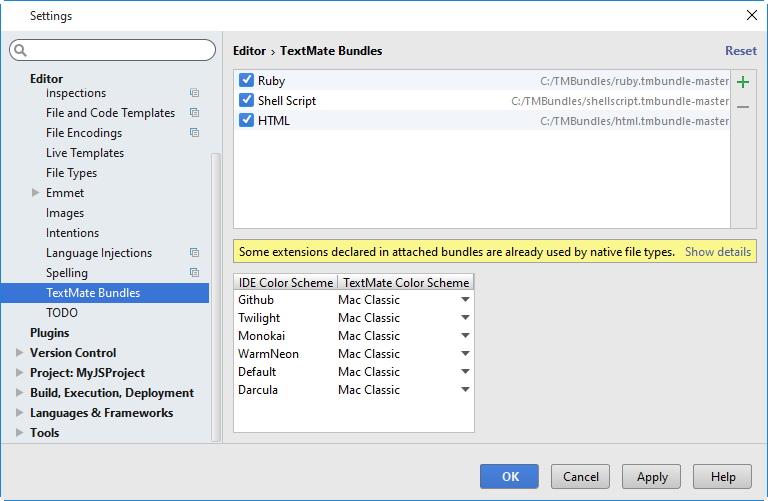 Settings
Editor
Inspections
File and Code Templates
File Encodings
Live Templates
File Types
Emmet
Images
Intentions
Language Injections
Spelling
TextMate Bundles
TODO
Plugins
Version Control
Project: MyJSProject
Build, Execution, Deployment
Languages & Frameworks
Tools
Editor › TextMate Bundles Reset
Ruby C:/TMBundles/ruby.tmbundle-master
Shell Script C:/TMBundles/shellscript.tmbundle-master
HTML C:/TMBundles/html.tmbundle-master
Some extensions declared in attached bundles are already used by native file types. Show details
IDE Color Scheme TextMate Color Scheme
Github Mac Classic
Twilight Mac Classic
Monokai Mac Classic
WarmNeon Mac Classic
Default Mac Classic
Darcula Mac Classic
OK Cancel Apply Help